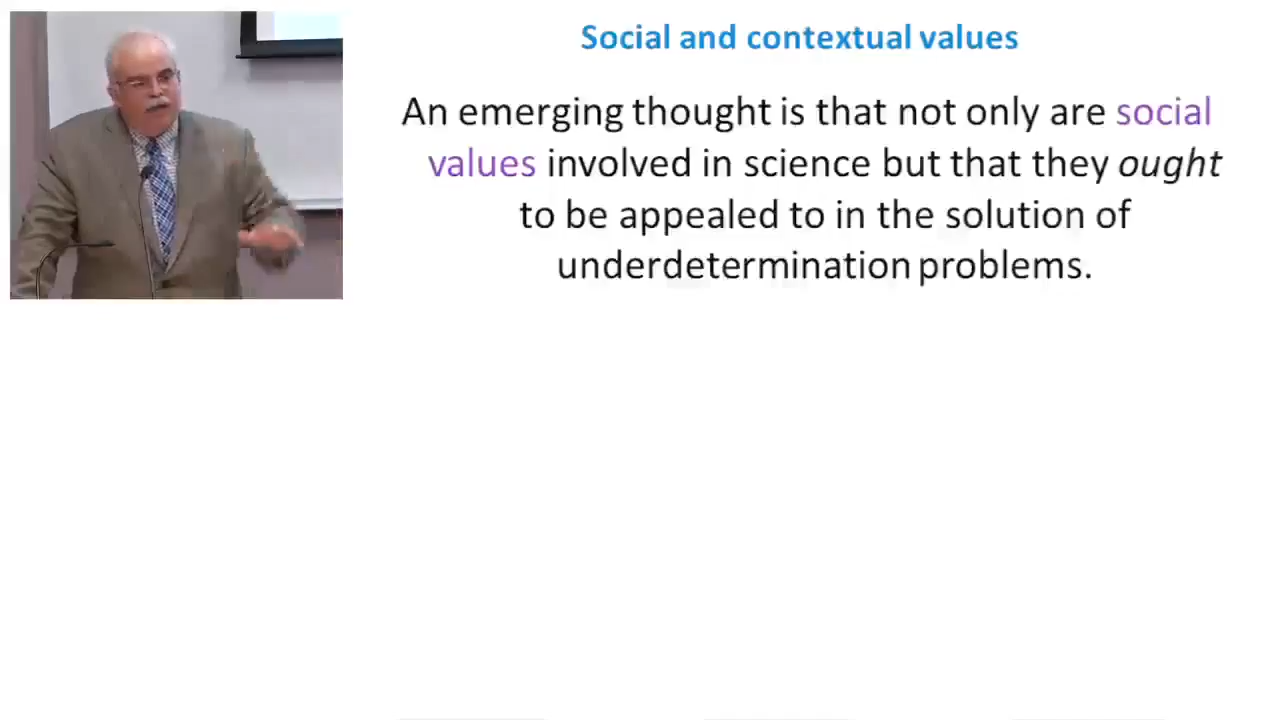 Social and contextual values
An emerging thought is that not only are social
values involved in science but that they ought
to be appealed to in the solution of
underdetermination problems.